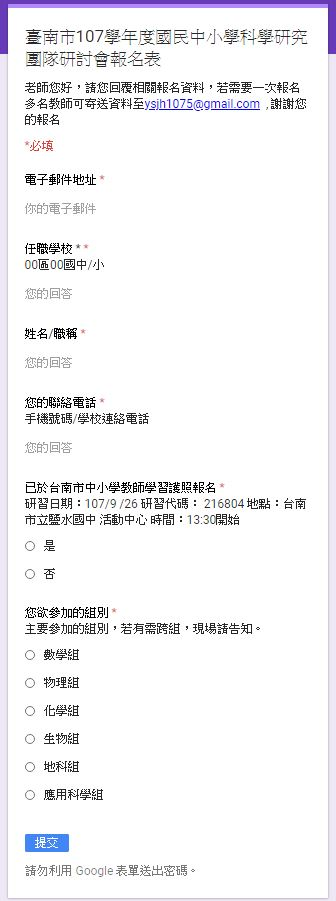 臺南市107學年度國民中小學科學研究
團隊研討會報名表
老師您好，請您回覆相關報名資料，若需要一次報名
多名教師可寄送資料至ysjh1075@gmail.com ,謝謝您
的報名
*必填
電子郵件地址 *
你的電子郵件
任職學校 * *
00區00國中/小
您的回答
姓名/職稱 *
您的回答
您的聯絡電話 *
手機號碼/學校連絡電話
您的回答
已於台南市中小學教師學習護照報名 *
研習日期：107/9 /26 研習代碼： 216804 地點：台南
市立鹽水國中 活動中心 時間：13:30開始
是
否
您欲參加的組別 *
主要參加的組別，若有需跨組，現場請告知。
數學組
物理組
化學組
生物組
地科組
應用科學組
提交
請勿利用 Google 表單送出密碼。